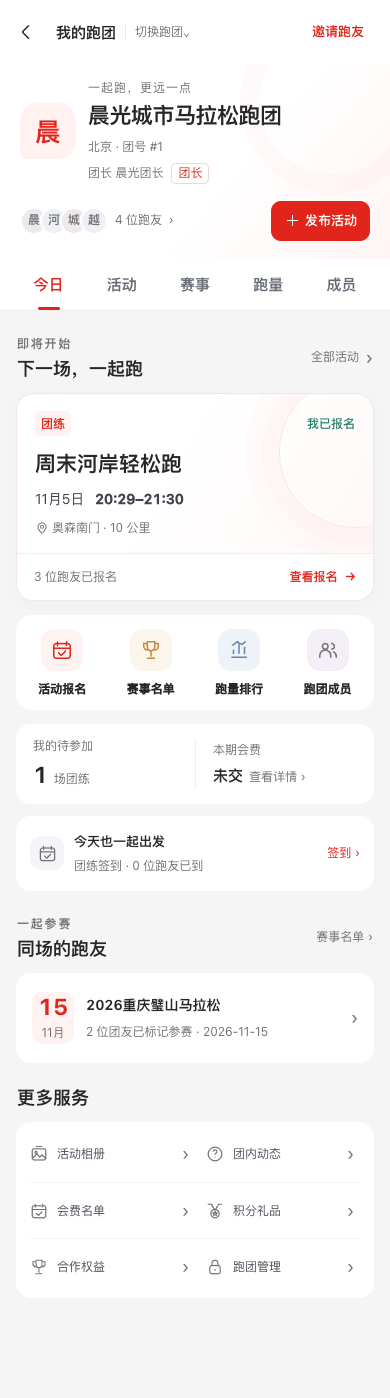 我的跑团 切换跑团⌄ 邀请跑友
一起跑，更远一点
晨
晨光城市马拉松跑团
北京 · 团号 #1
团长 晨光团长 团长
晨 河 城 越 4 位跑友 ›
＋ 发布活动
今日 活动 赛事 跑量 成员
即将开始
下一场，一起跑
全部活动 ›
团练 我已报名
周末河岸轻松跑
11月5日 20:29–21:30
奥森南门 · 10 公里
3 位跑友已报名 查看报名 →
活动报名 赛事名单 跑量排行 跑团成员
我的待参加
1 场团练
本期会费
未交 查看详情 ›
今天也一起出发
团练签到 · 0 位跑友已到
签到 ›
一起参赛
同场的跑友
赛事名单 ›
15
11月
2026重庆璧山马拉松
2 位团友已标记参赛 · 2026-11-15
›
更多服务
活动相册 › 团内动态 ›
会费名单 › 积分礼品 ›
合作权益 › 跑团管理 ›